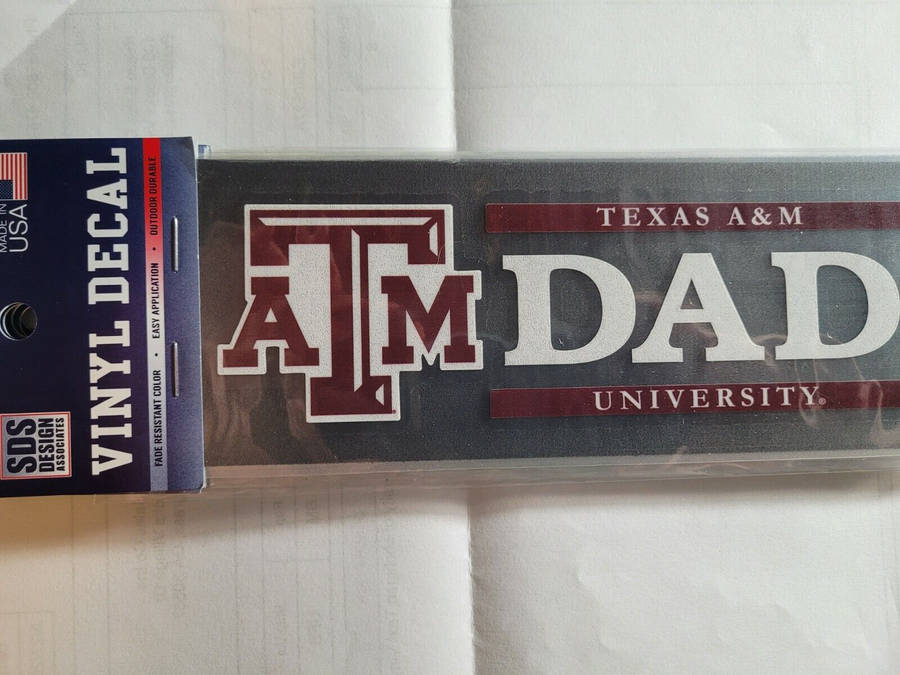 MADE IN
USA
VINYL DECAL
FADE RESISTANT COLOR • EASY APPLICATION • OUTDOOR DURABLE
SDS
DESIGN
ASSOCIATES
ATM
TEXAS A&M
DAD
UNIVERSITY®